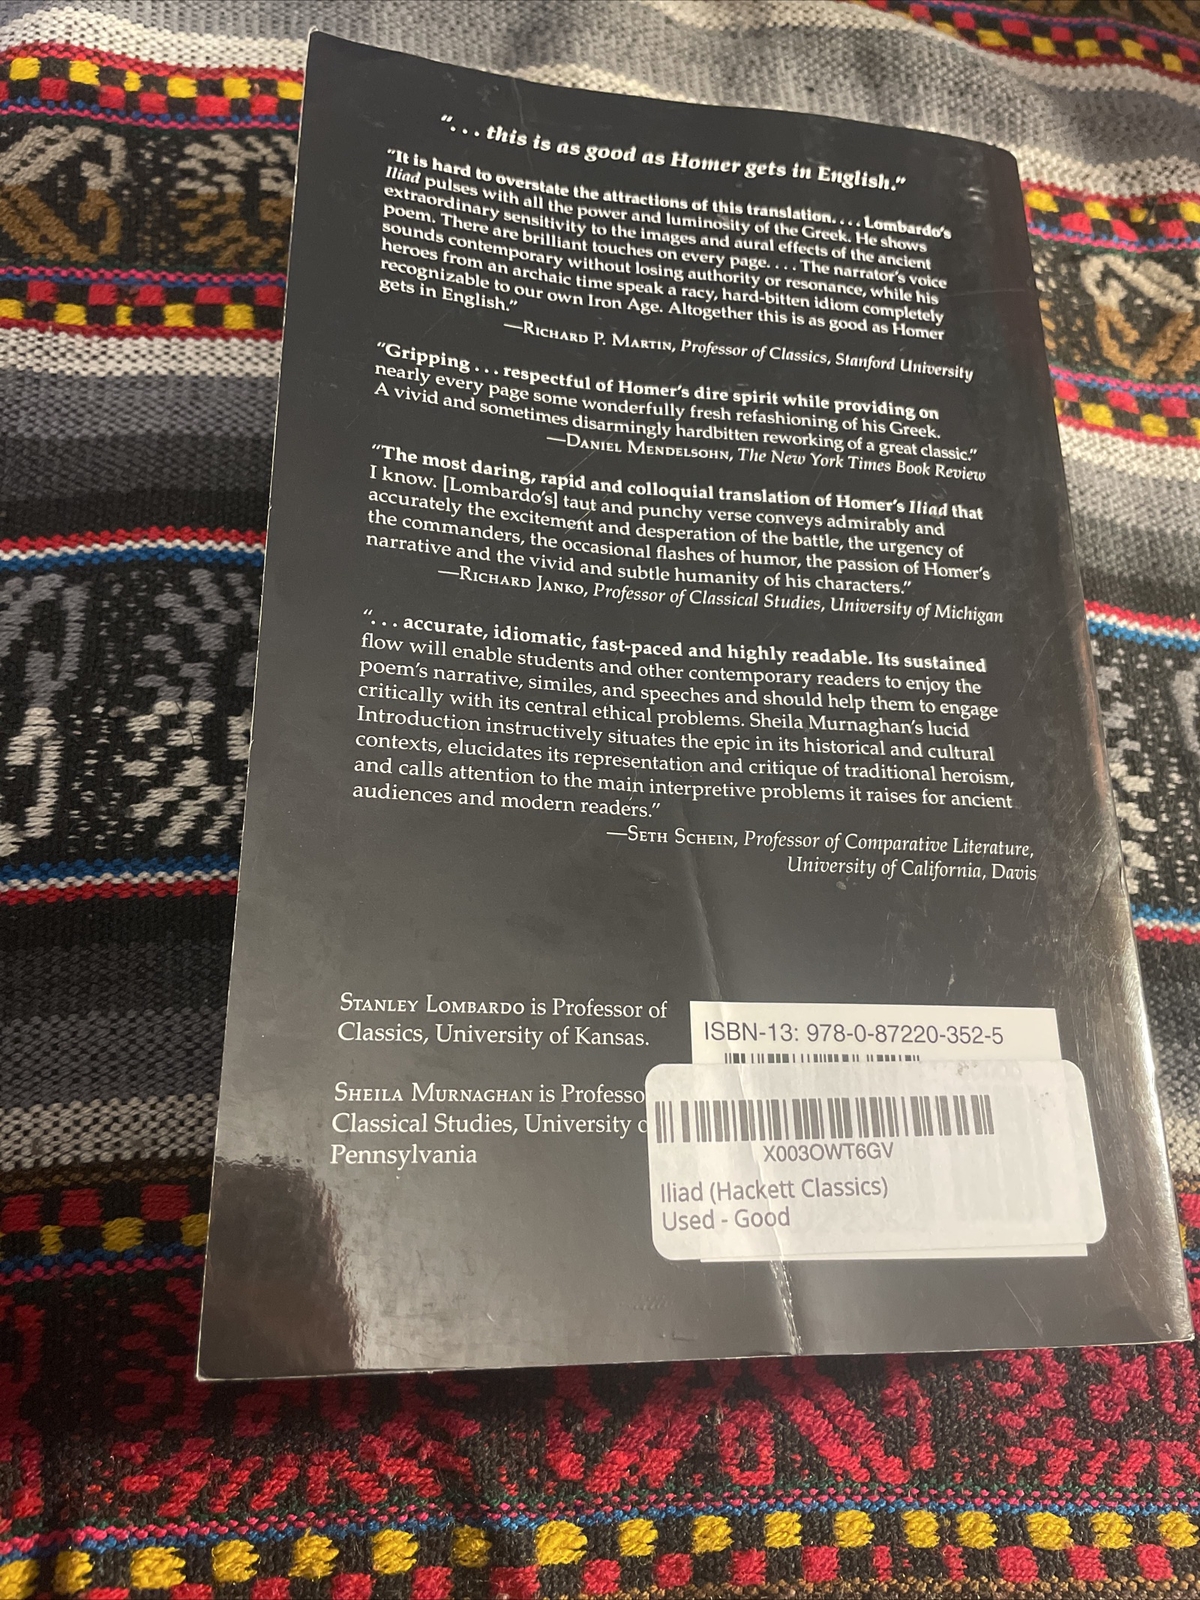 “. . . this is as good as Homer gets in English.”
“It is hard to overstate the attractions of this translation. . . . Lombardo’s
Iliad pulses with all the power and luminosity of the Greek. He shows
extraordinary sensitivity to the images and aural effects of the ancient
poem. There are brilliant touches on every page. . . . The narrator’s voice
sounds contemporary without losing authority or resonance, while his
heroes from an archaic time speak a racy, hard-bitten idiom completely
recognizable to our own Iron Age. Altogether this is as good as Homer
gets in English.”
—Richard P. Martin, Professor of Classics, Stanford University
“Gripping . . . respectful of Homer’s dire spirit while providing on
nearly every page some wonderfully fresh refashioning of his Greek.
A vivid and sometimes disarmingly hardbitten reworking of a great classic.”
—Daniel Mendelsohn, The New York Times Book Review
“The most daring, rapid and colloquial translation of Homer’s Iliad that
I know. [Lombardo’s] taut and punchy verse conveys admirably and
accurately the excitement and desperation of the battle, the urgency of
the commanders, the occasional flashes of humor, the passion of Homer’s
narrative and the vivid and subtle humanity of his characters.”
—Richard Janko, Professor of Classical Studies, University of Michigan
“. . . accurate, idiomatic, fast-paced and highly readable. Its sustained
flow will enable students and other contemporary readers to enjoy the
poem’s narrative, similes, and speeches and should help them to engage
critically with its central ethical problems. Sheila Murnaghan’s lucid
Introduction instructively situates the epic in its historical and cultural
contexts, elucidates its representation and critique of traditional heroism,
and calls attention to the main interpretive problems it raises for ancient
audiences and modern readers.”
—Seth Schein, Professor of Comparative Literature,
University of California, Davis
Stanley Lombardo is Professor of
Classics, University of Kansas.
Sheila Murnaghan is Professo
Classical Studies, University
Pennsylvania
ISBN-13: 978-0-87220-352-5
X003OWT6GV
Iliad (Hackett Classics)
Used - Good